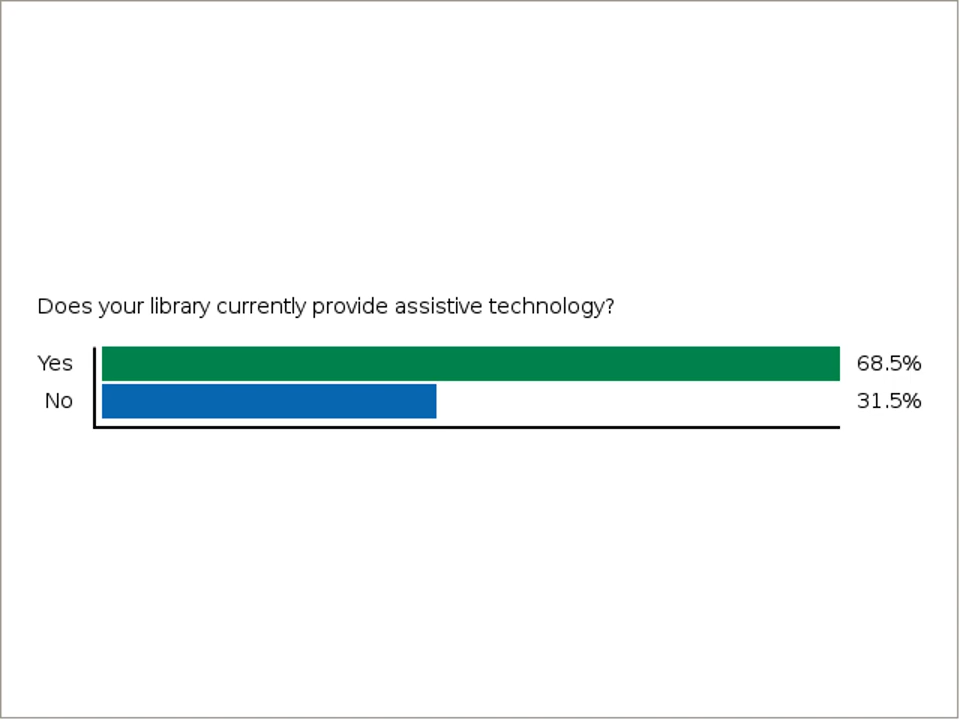 Does your library currently provide assistive technology?
Yes 68.5%
No 31.5%